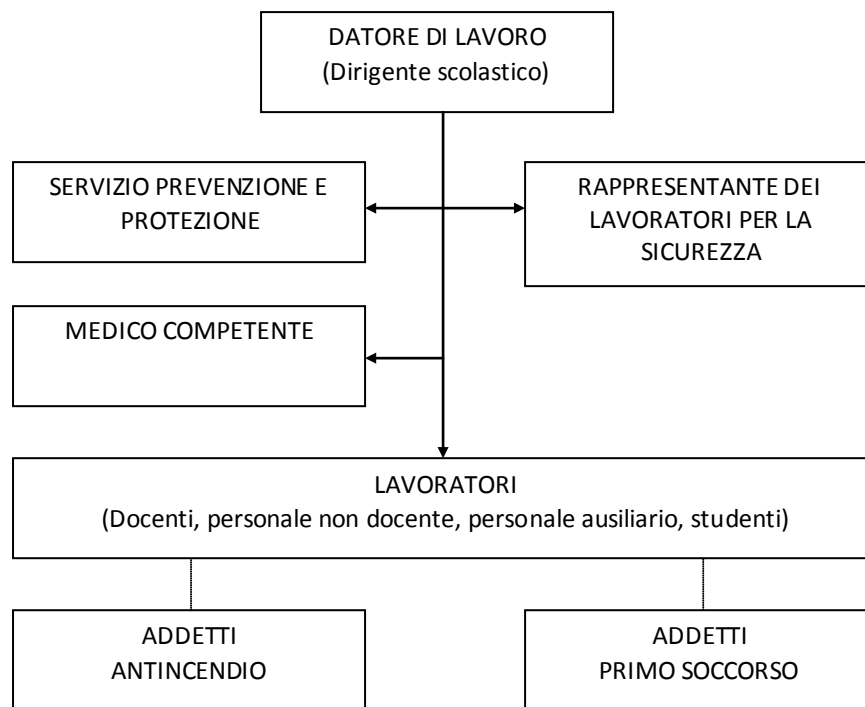 DATORE DI LAVORO
(Dirigente scolastico)
SERVIZIO PREVENZIONE E
PROTEZIONE
RAPPRESENTANTE DEI
LAVORATORI PER LA
SICUREZZA
MEDICO COMPETENTE
LAVORATORI
(Docenti, personale non docente, personale ausiliario, studenti)
ADDETTI
ANTINCENDIO
ADDETTI
PRIMO SOCCORSO